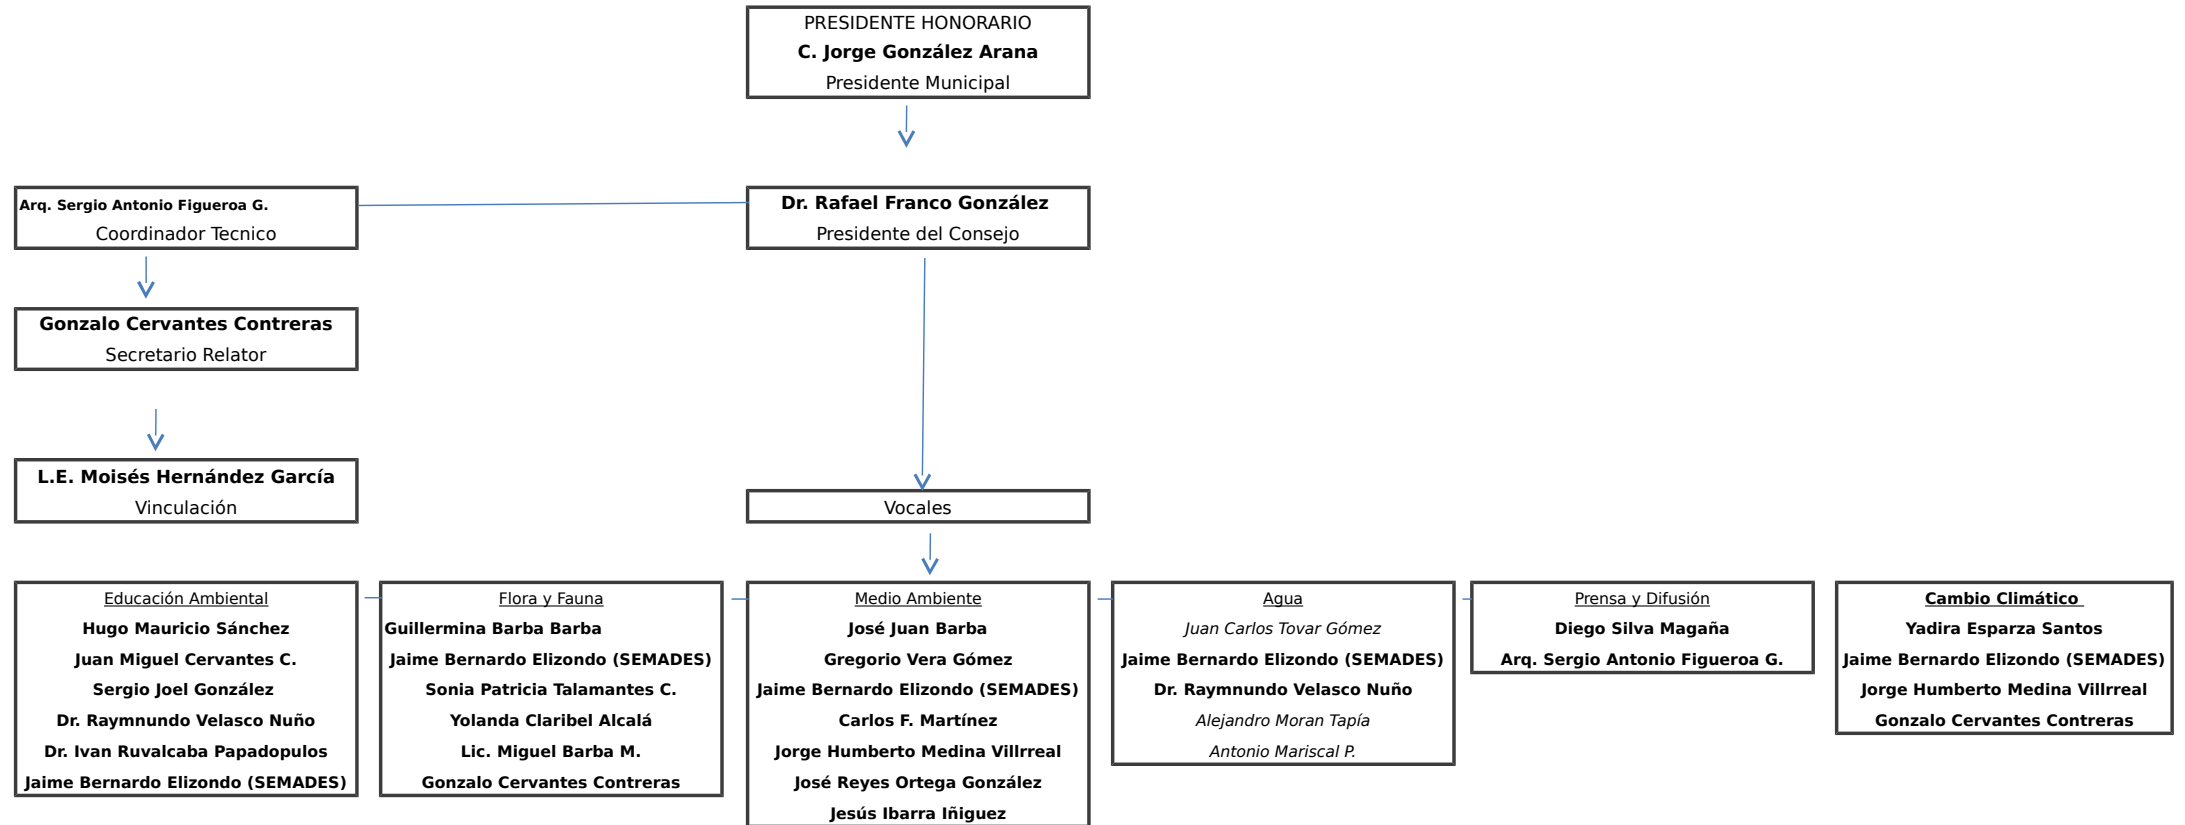 PRESIDENTE HONORARIO
C. Jorge González Arana
Presidente Municipal
Arq. Sergio Antonio Figueroa G.
Coordinador Tecnico
Dr. Rafael Franco González
Presidente del Consejo
Gonzalo Cervantes Contreras
Secretario Relator
L.E. Moisés Hernández García
Vinculación
Vocales
Educación Ambiental
Hugo Mauricio Sánchez
Juan Miguel Cervantes C.
Sergio Joel González
Dr. Raymnundo Velasco Nuño
Dr. Ivan Ruvalcaba Papadopulos
Jaime Bernardo Elizondo (SEMADES)
Flora y Fauna
Guillermina Barba Barba
Jaime Bernardo Elizondo (SEMADES)
Sonia Patricia Talamantes C.
Yolanda Claribel Alcalá
Lic. Miguel Barba M.
Gonzalo Cervantes Contreras
Medio Ambiente
José Juan Barba
Gregorio Vera Gómez
Jaime Bernardo Elizondo (SEMADES)
Carlos F. Martínez
Jorge Humberto Medina Villrreal
José Reyes Ortega González
Jesús Ibarra Iñiguez
Agua
Juan Carlos Tovar Gómez
Jaime Bernardo Elizondo (SEMADES)
Dr. Raymnundo Velasco Nuño
Alejandro Moran Tapía
Antonio Mariscal P.
Prensa y Difusión
Diego Silva Magaña
Arq. Sergio Antonio Figueroa G.
Cambio Climático
Yadira Esparza Santos
Jaime Bernardo Elizondo (SEMADES)
Jorge Humberto Medina Villrreal
Gonzalo Cervantes Contreras